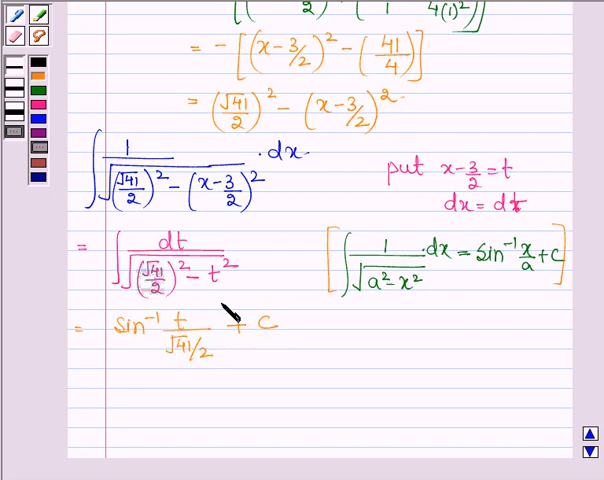 = -[(x-3/2)² - (41/4)]
= (√41/2)² - (x-3/2)²
∫ 1/√((√41/2)² - (x-3/2)²) · dx
put x-3/2 = t
dx = dt
= ∫ dt/√((√41/2)² - t²)
[∫ 1/√(a²-x²) dx = sin⁻¹ x/a + C]
= sin⁻¹ t/(√41/2) + C